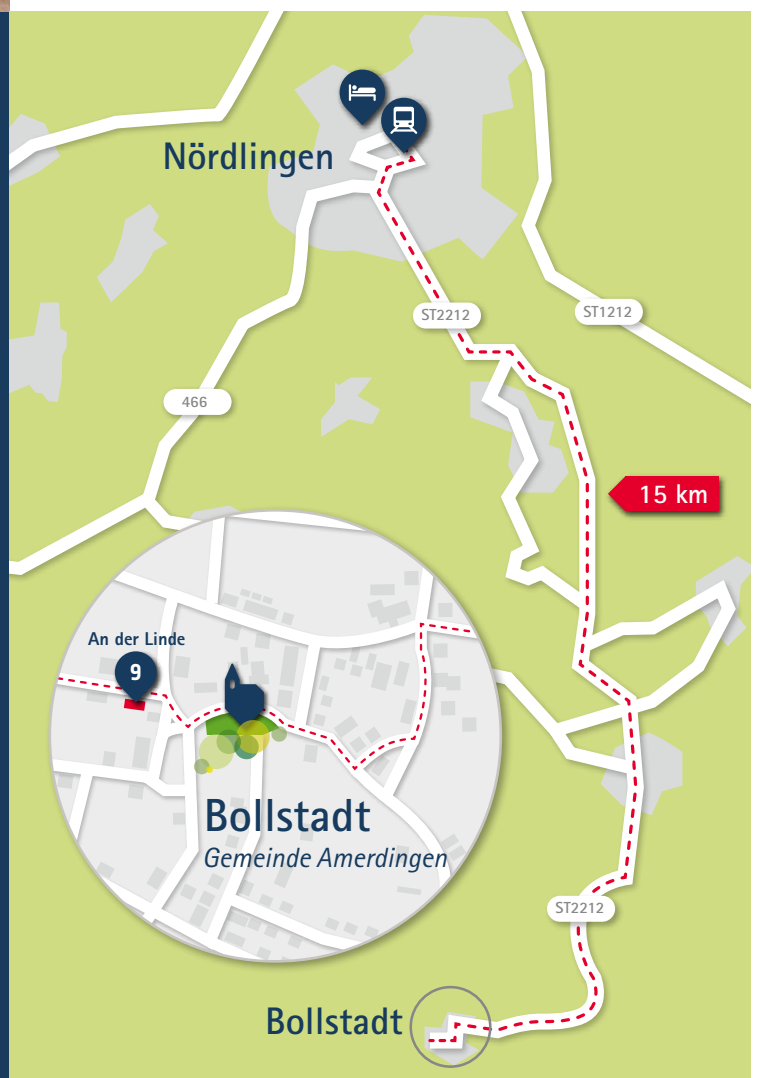 Nördlingen
ST2212
ST1212
466
15 km
An der Linde
9
Bollstadt
Gemeinde Amerdingen
ST2212
Bollstadt